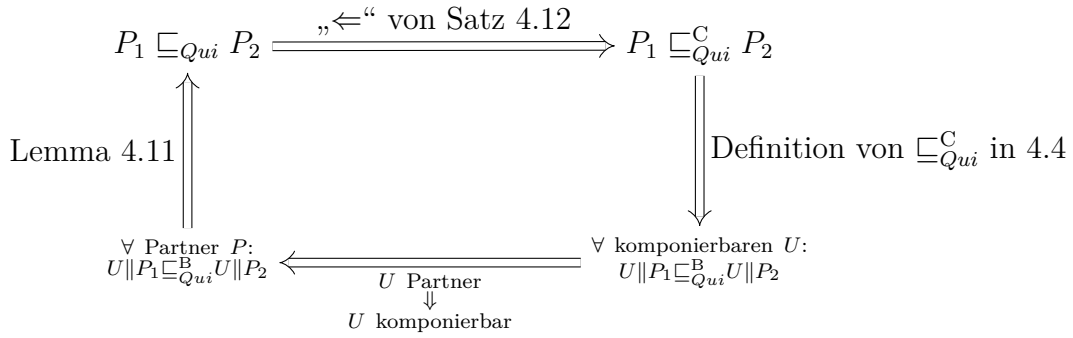 „⇐“ von Satz 4.12
P₁ ⊑_Qui P₂
P₁ ⊑^C_Qui P₂
Lemma 4.11
Definition von ⊑^C_Qui in 4.4
∀ Partner P:
U‖P₁⊑^B_Qui U‖P₂
∀ komponierbaren U:
U‖P₁⊑^B_Qui U‖P₂
U Partner
⇓
U komponierbar